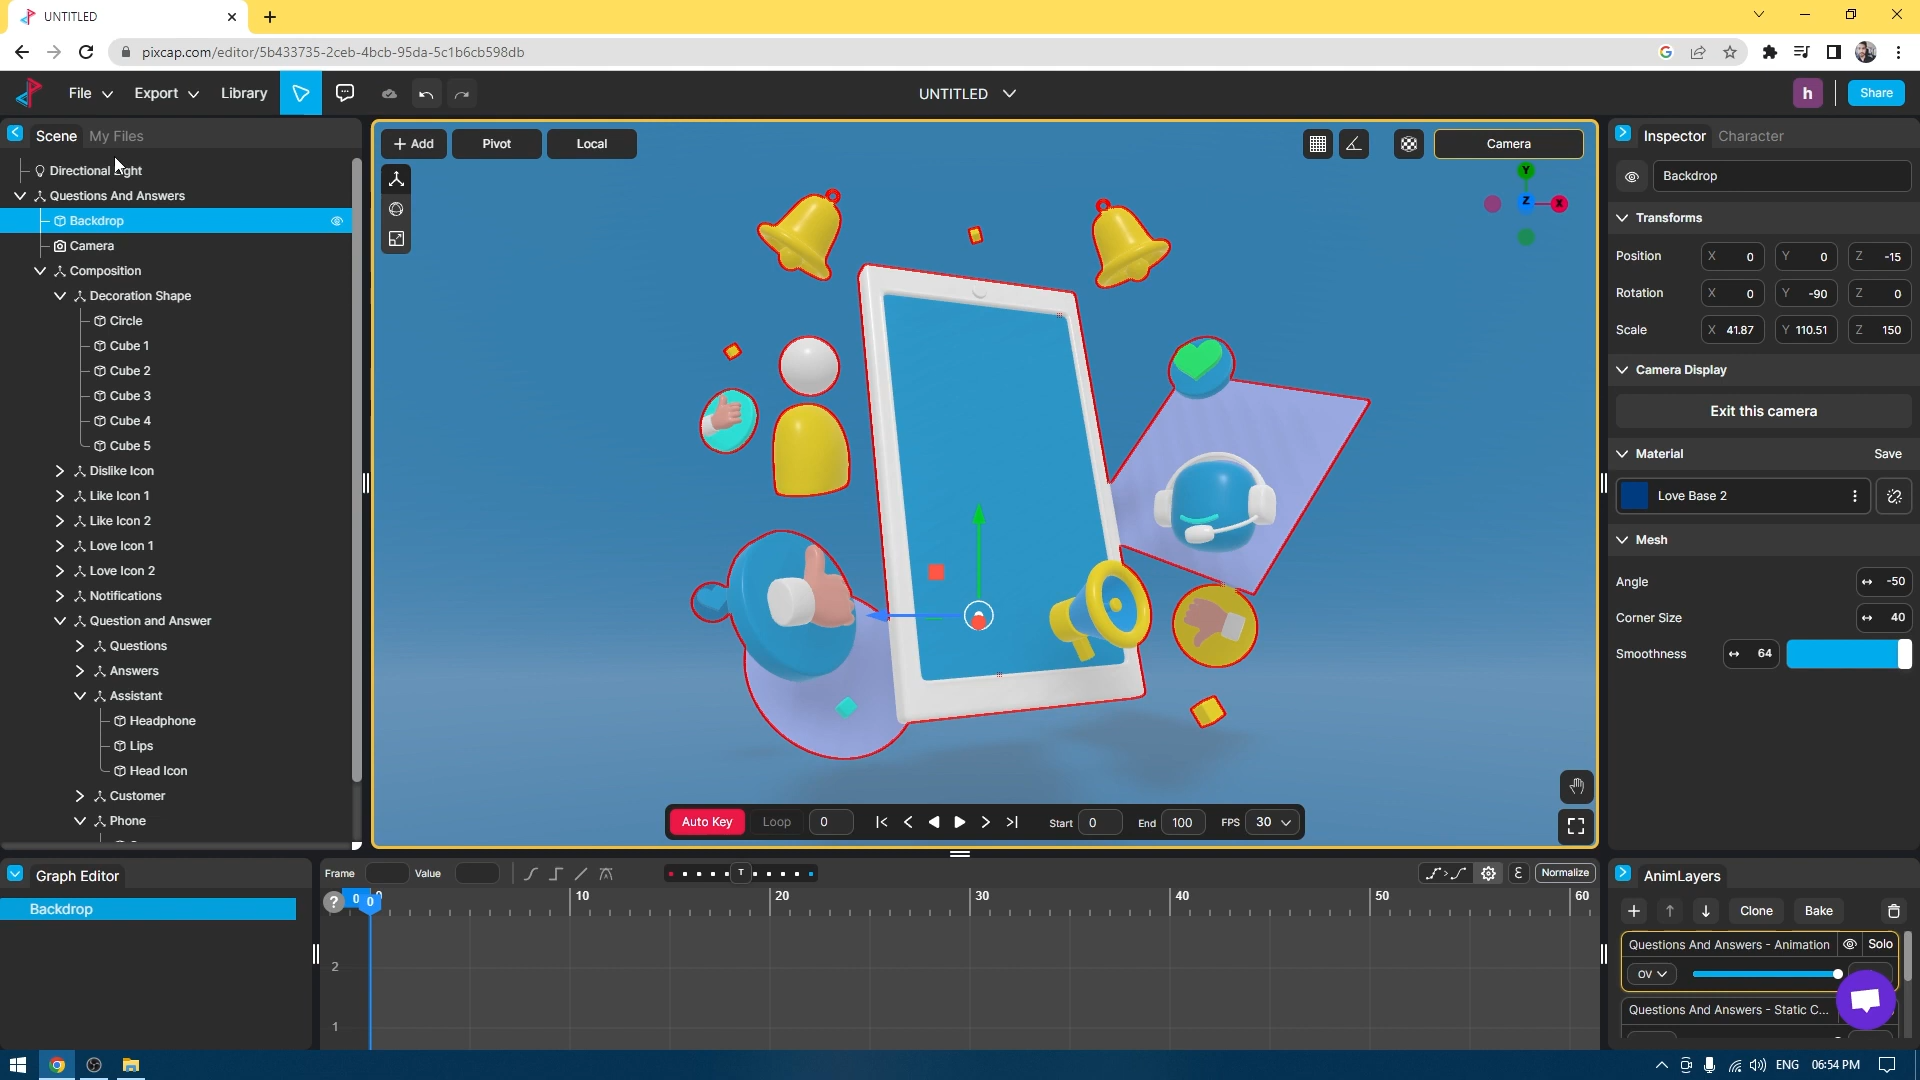 UNTITLED
pixcap.com/editor/5b433735-2ceb-4bcb-95da-5c1b6cb598db
File
Export
Library
UNTITLED
h
Share
Scene
My Files
Directional
ght
Questions And Answers
Backdrop
Camera
Composition
Decoration Shape
Circle
Cube 1
Cube 2
Cube 3
Cube 4
Cube 5
Dislike Icon
Like Icon 1
Like Icon 2
Love Icon 1
Love Icon 2
Notifications
Question and Answer
Questions
Answers
Assistant
Headphone
Lips
Head Icon
Customer
Phone
+ Add
Pivot
Local
Camera
Y
Z
X
Auto Key
Loop
0
Start 0
End 100
FPS 30
Inspector
Character
Backdrop
Transforms
Position X 0 Y 0 Z -15
Rotation X 0 Y -90 Z 0
Scale X 41.87 Y 110.51 Z 150
Camera Display
Exit this camera
Material
Save
Love Base 2
Mesh
Angle -50
Corner Size 40
Smoothness 64
Graph Editor
Backdrop
Frame
Value
T
Ɛ
Normalize
?
0
0
0
10
20
30
40
50
60
2
1
AnimLayers
Clone
Bake
Questions And Answers - Animation
Solo
OV
Questions And Answers - Static C...
ENG
06:54 PM